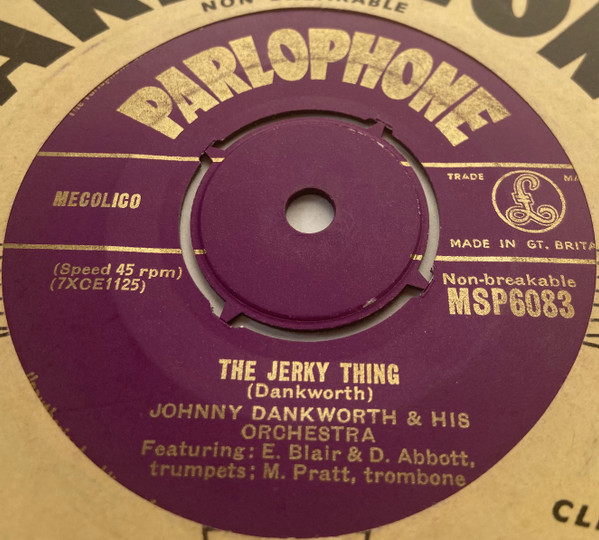 NON
PARLOPHONE
MECOLICO
TRADE
MADE IN GT. BRITA
(Speed 45 rpm)
(7XCE1125)
Non-breakable
MSP6083
THE JERKY THING
(Dankworth)
JOHNNY DANKWORTH & HIS
ORCHESTRA
Featuring: E. Blair & D. Abbott,
trumpets; M. Pratt, trombone